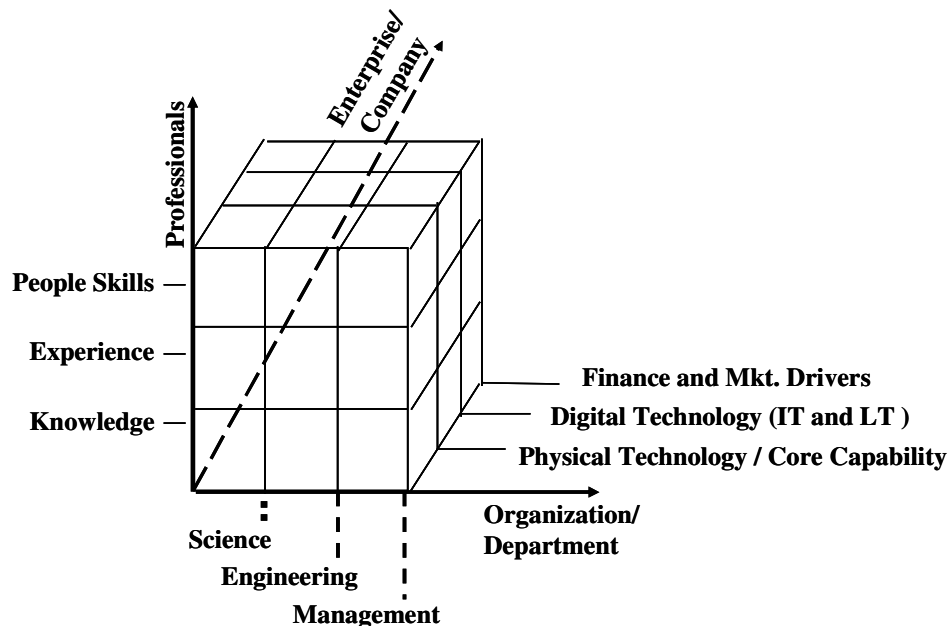 Enterprise/
Company
Professionals
People Skills
Experience
Knowledge
Finance and Mkt. Drivers
Digital Technology (IT and LT )
Physical Technology / Core Capability
Organization/
Department
Science
Engineering
Management